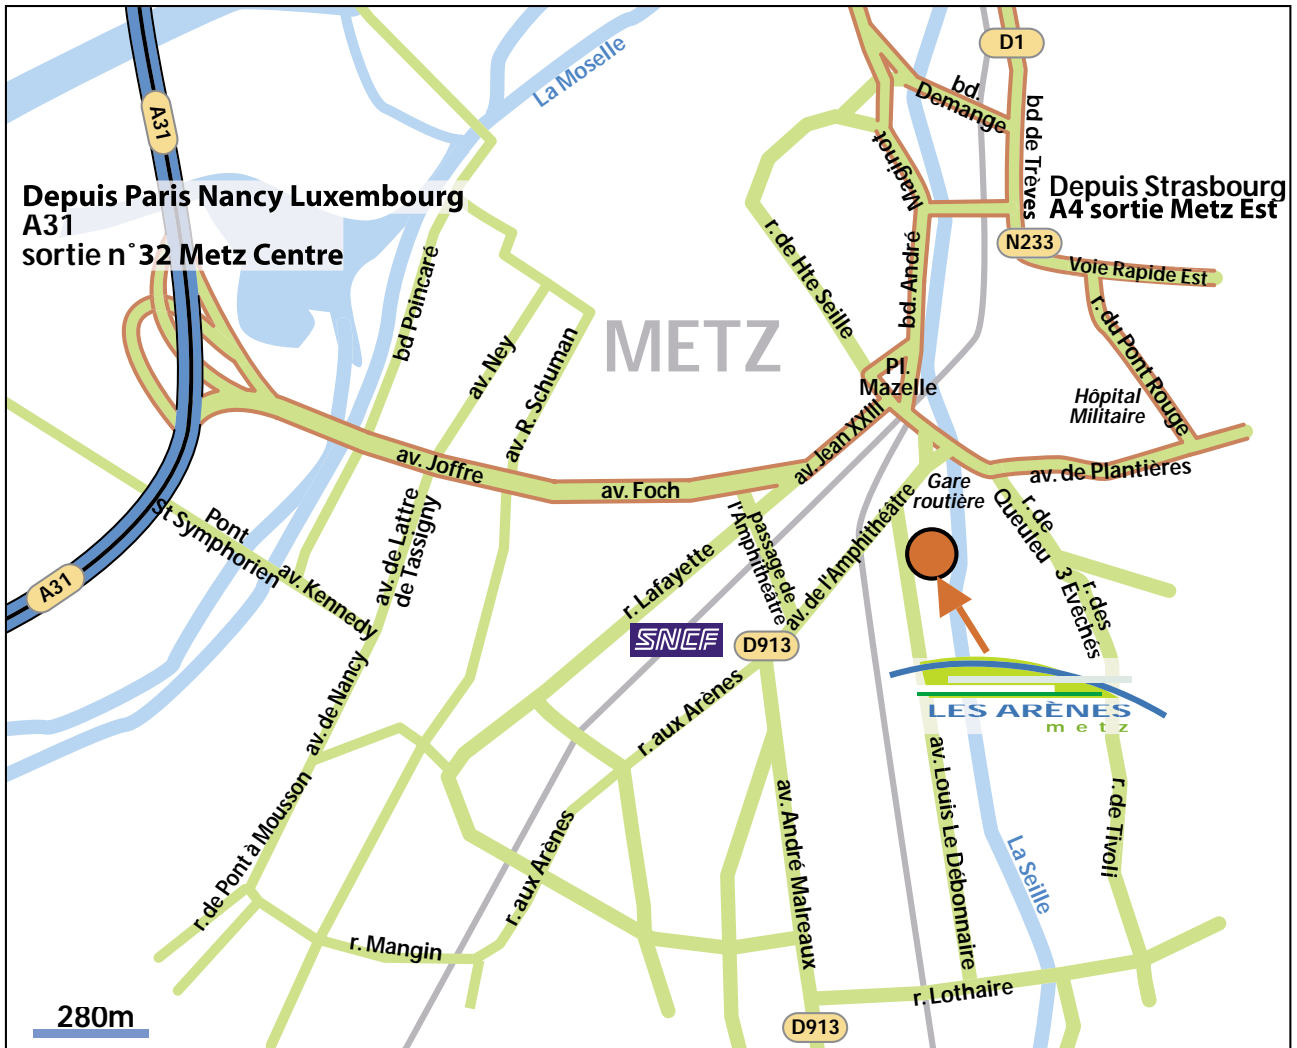 La Moselle
D1
bd.
Demange
bd de Trèves
A31
Maginot
bd. André
Depuis Paris Nancy Luxembourg
A31
sortie n°32 Metz Centre
Depuis Strasbourg
A4 sortie Metz Est
N233
Voie Rapide Est
r. de Hte Seille
bd Poincaré
av. Ney
av. R. Schuman
METZ
r. du Pont Rouge
Pl.
Mazelle
Hôpital
Militaire
av. Jean XXIII
av. Joffre
av. Foch
av. de Plantières
Gare
routière
r. de
Queuleu
Pont
St Symphorien
av. de Lattre
de Tassigny
passage de
l'Amphithéâtre
av. de l'Amphithéâtre
r. Lafayette
av. Kennedy
A31
r. des
3 Evêchés
SNCF
D913
r. aux Arènes
av. de Nancy
LES ARÈNES
metz
av. Louis Le Débonnaire
av. André Malreaux
r. de Tivoli
La Seille
r. de Pont à Mousson
r. aux Arènes
r. Mangin
r. Lothaire
280m
D913